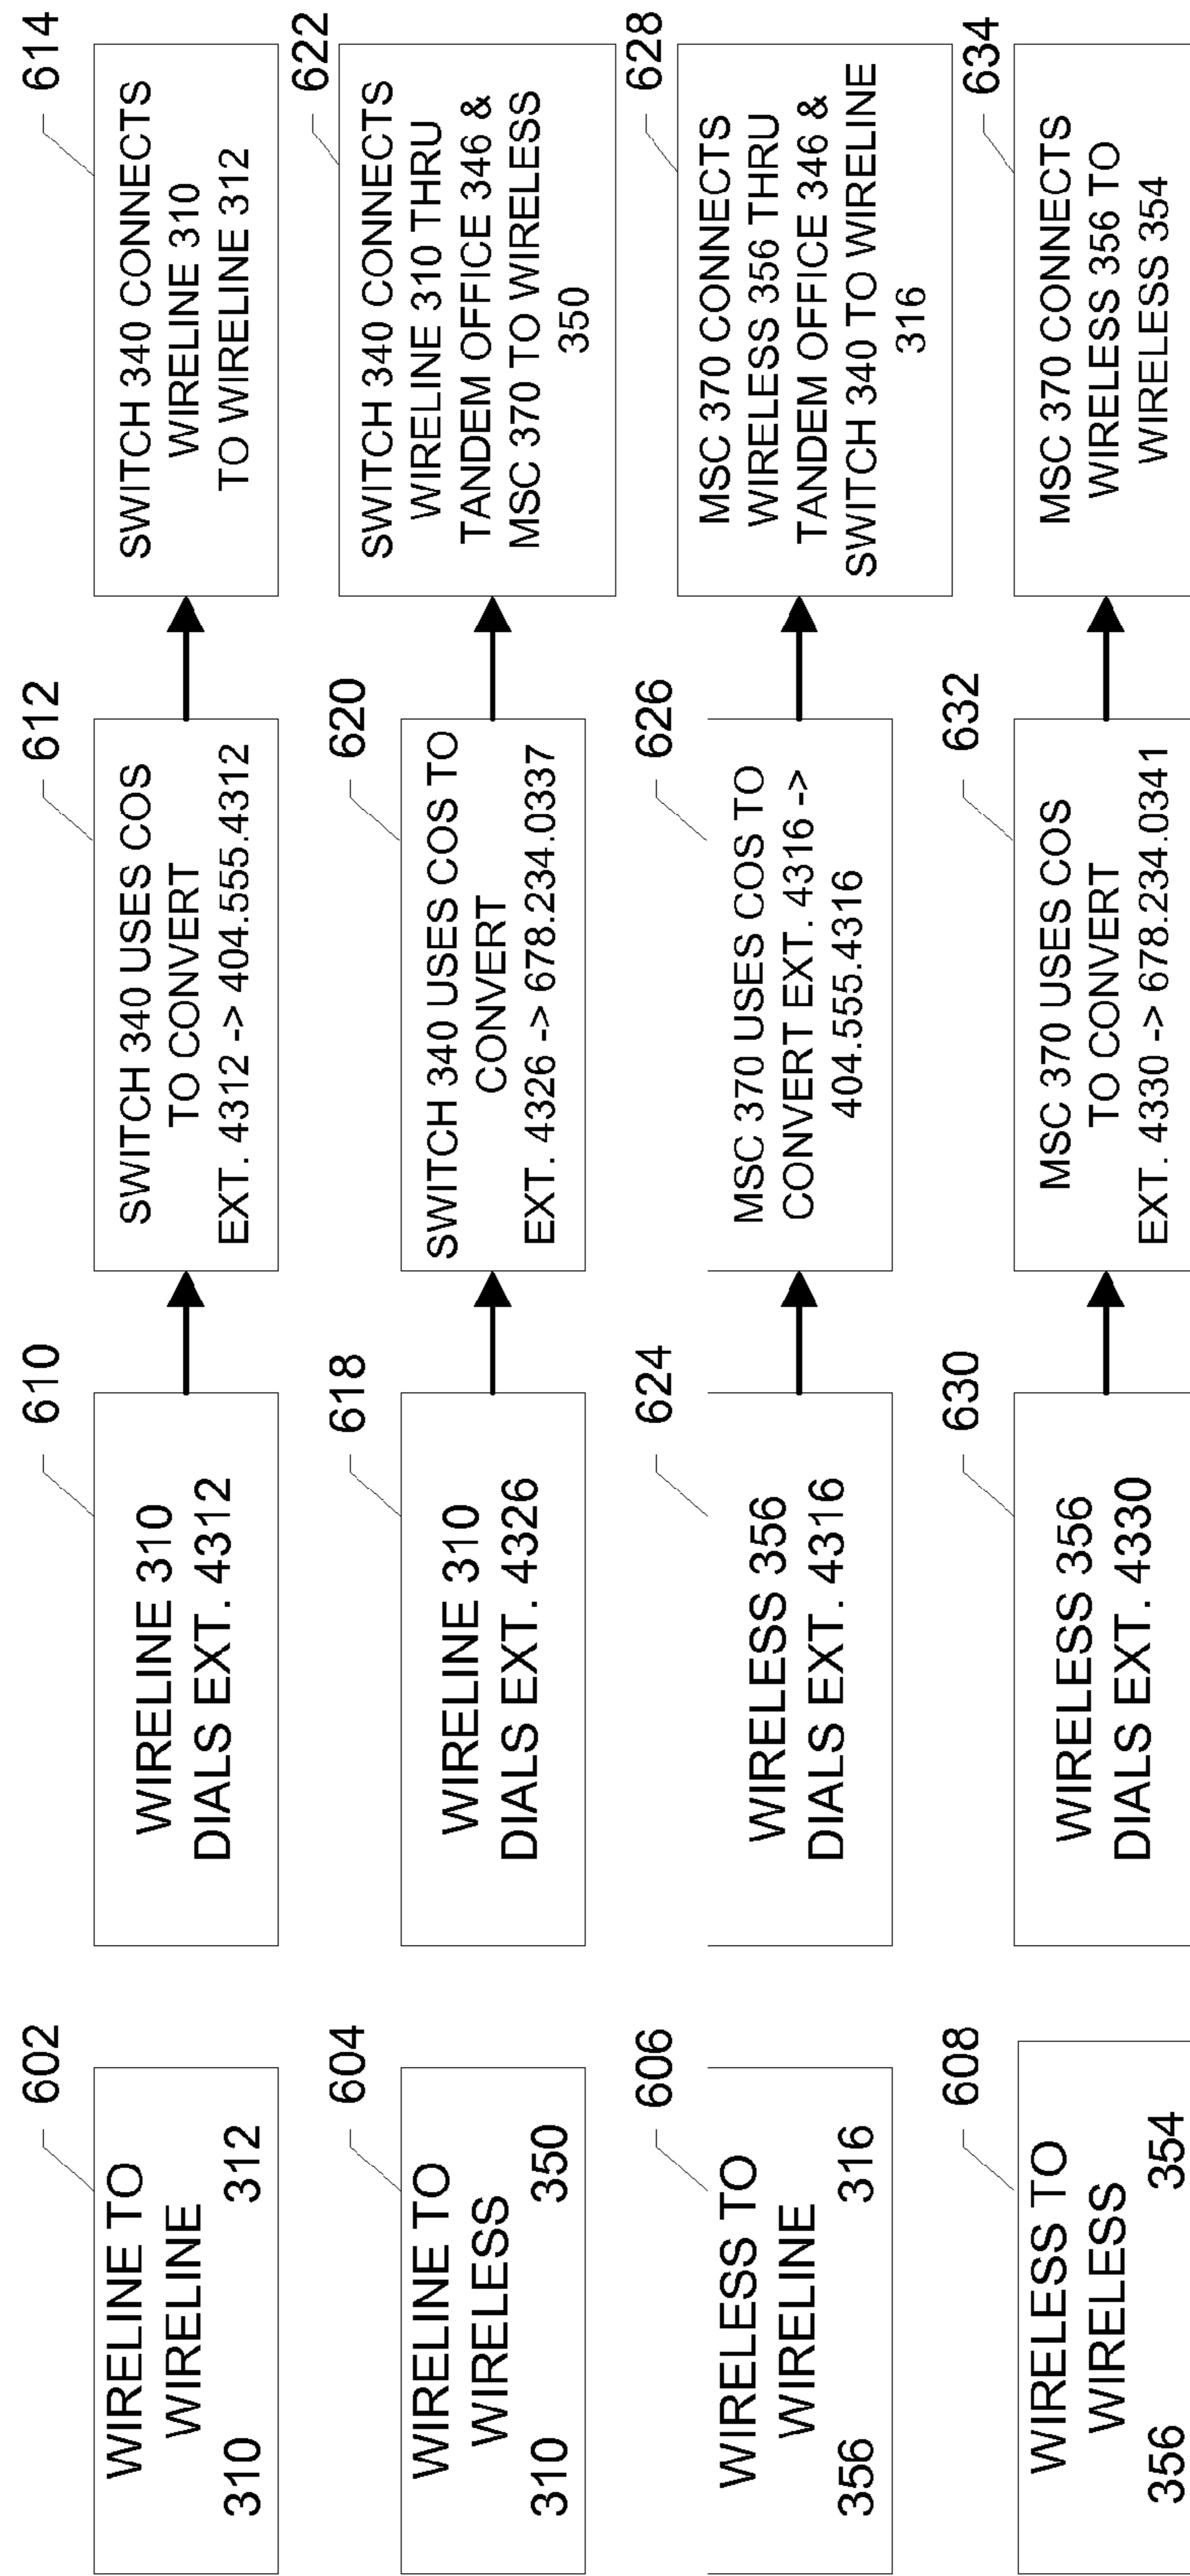 602
WIRELINE TO
WIRELINE
310 312
610
WIRELINE 310
DIALS EXT. 4312
612
SWITCH 340 USES COS
TO CONVERT
EXT. 4312 -> 404.555.4312
614
SWITCH 340 CONNECTS
WIRELINE 310
TO WIRELINE 312
604
WIRELINE TO
WIRELESS
310 350
618
WIRELINE 310
DIALS EXT. 4326
620
SWITCH 340 USES COS TO
CONVERT
EXT. 4326 -> 678.234.0337
622
SWITCH 340 CONNECTS
WIRELINE 310 THRU
TANDEM OFFICE 346 &
MSC 370 TO WIRELESS
350
606
WIRELESS TO
WIRELINE
356 316
624
WIRELESS 356
DIALS EXT. 4316
626
MSC 370 USES COS TO
CONVERT EXT. 4316 ->
404.555.4316
628
MSC 370 CONNECTS
WIRELESS 356 THRU
TANDEM OFFICE 346 &
SWITCH 340 TO WIRELINE
316
608
WIRELESS TO
WIRELESS
356 354
630
WIRELESS 356
DIALS EXT. 4330
632
MSC 370 USES COS
TO CONVERT
EXT. 4330 -> 678.234.0341
634
MSC 370 CONNECTS
WIRELESS 356 TO
WIRELESS 354